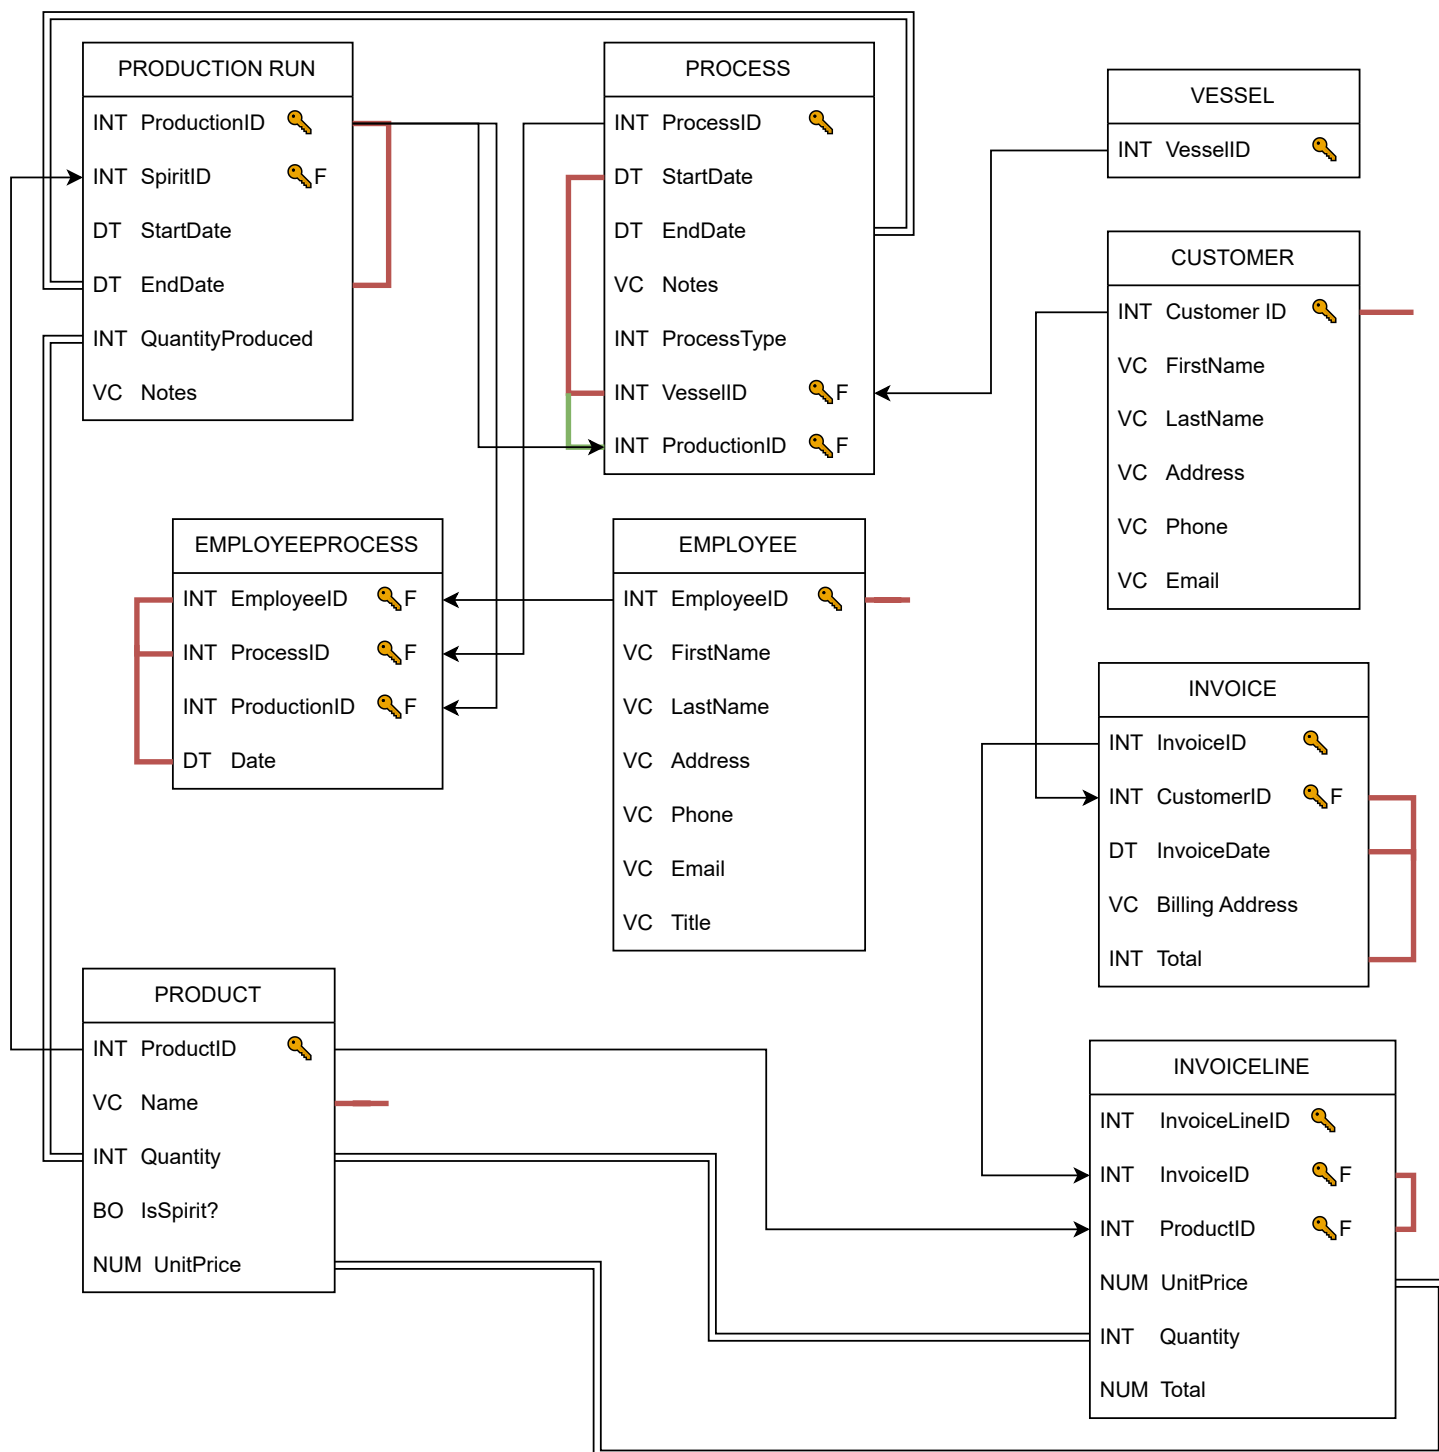 PRODUCTION RUN
INT ProductionID
INT SpiritID F
DT StartDate
DT EndDate
INT QuantityProduced
VC Notes
PROCESS
INT ProcessID
DT StartDate
DT EndDate
VC Notes
INT ProcessType
INT VesselID F
INT ProductionID F
VESSEL
INT VesselID
CUSTOMER
INT Customer ID
VC FirstName
VC LastName
VC Address
VC Phone
VC Email
EMPLOYEEPROCESS
INT EmployeeID F
INT ProcessID F
INT ProductionID F
DT Date
EMPLOYEE
INT EmployeeID
VC FirstName
VC LastName
VC Address
VC Phone
VC Email
VC Title
INVOICE
INT InvoiceID
INT CustomerID F
DT InvoiceDate
VC Billing Address
INT Total
PRODUCT
INT ProductID
VC Name
INT Quantity
BO IsSpirit?
NUM UnitPrice
INVOICELINE
INT InvoiceLineID
INT InvoiceID F
INT ProductID F
NUM UnitPrice
INT Quantity
NUM Total